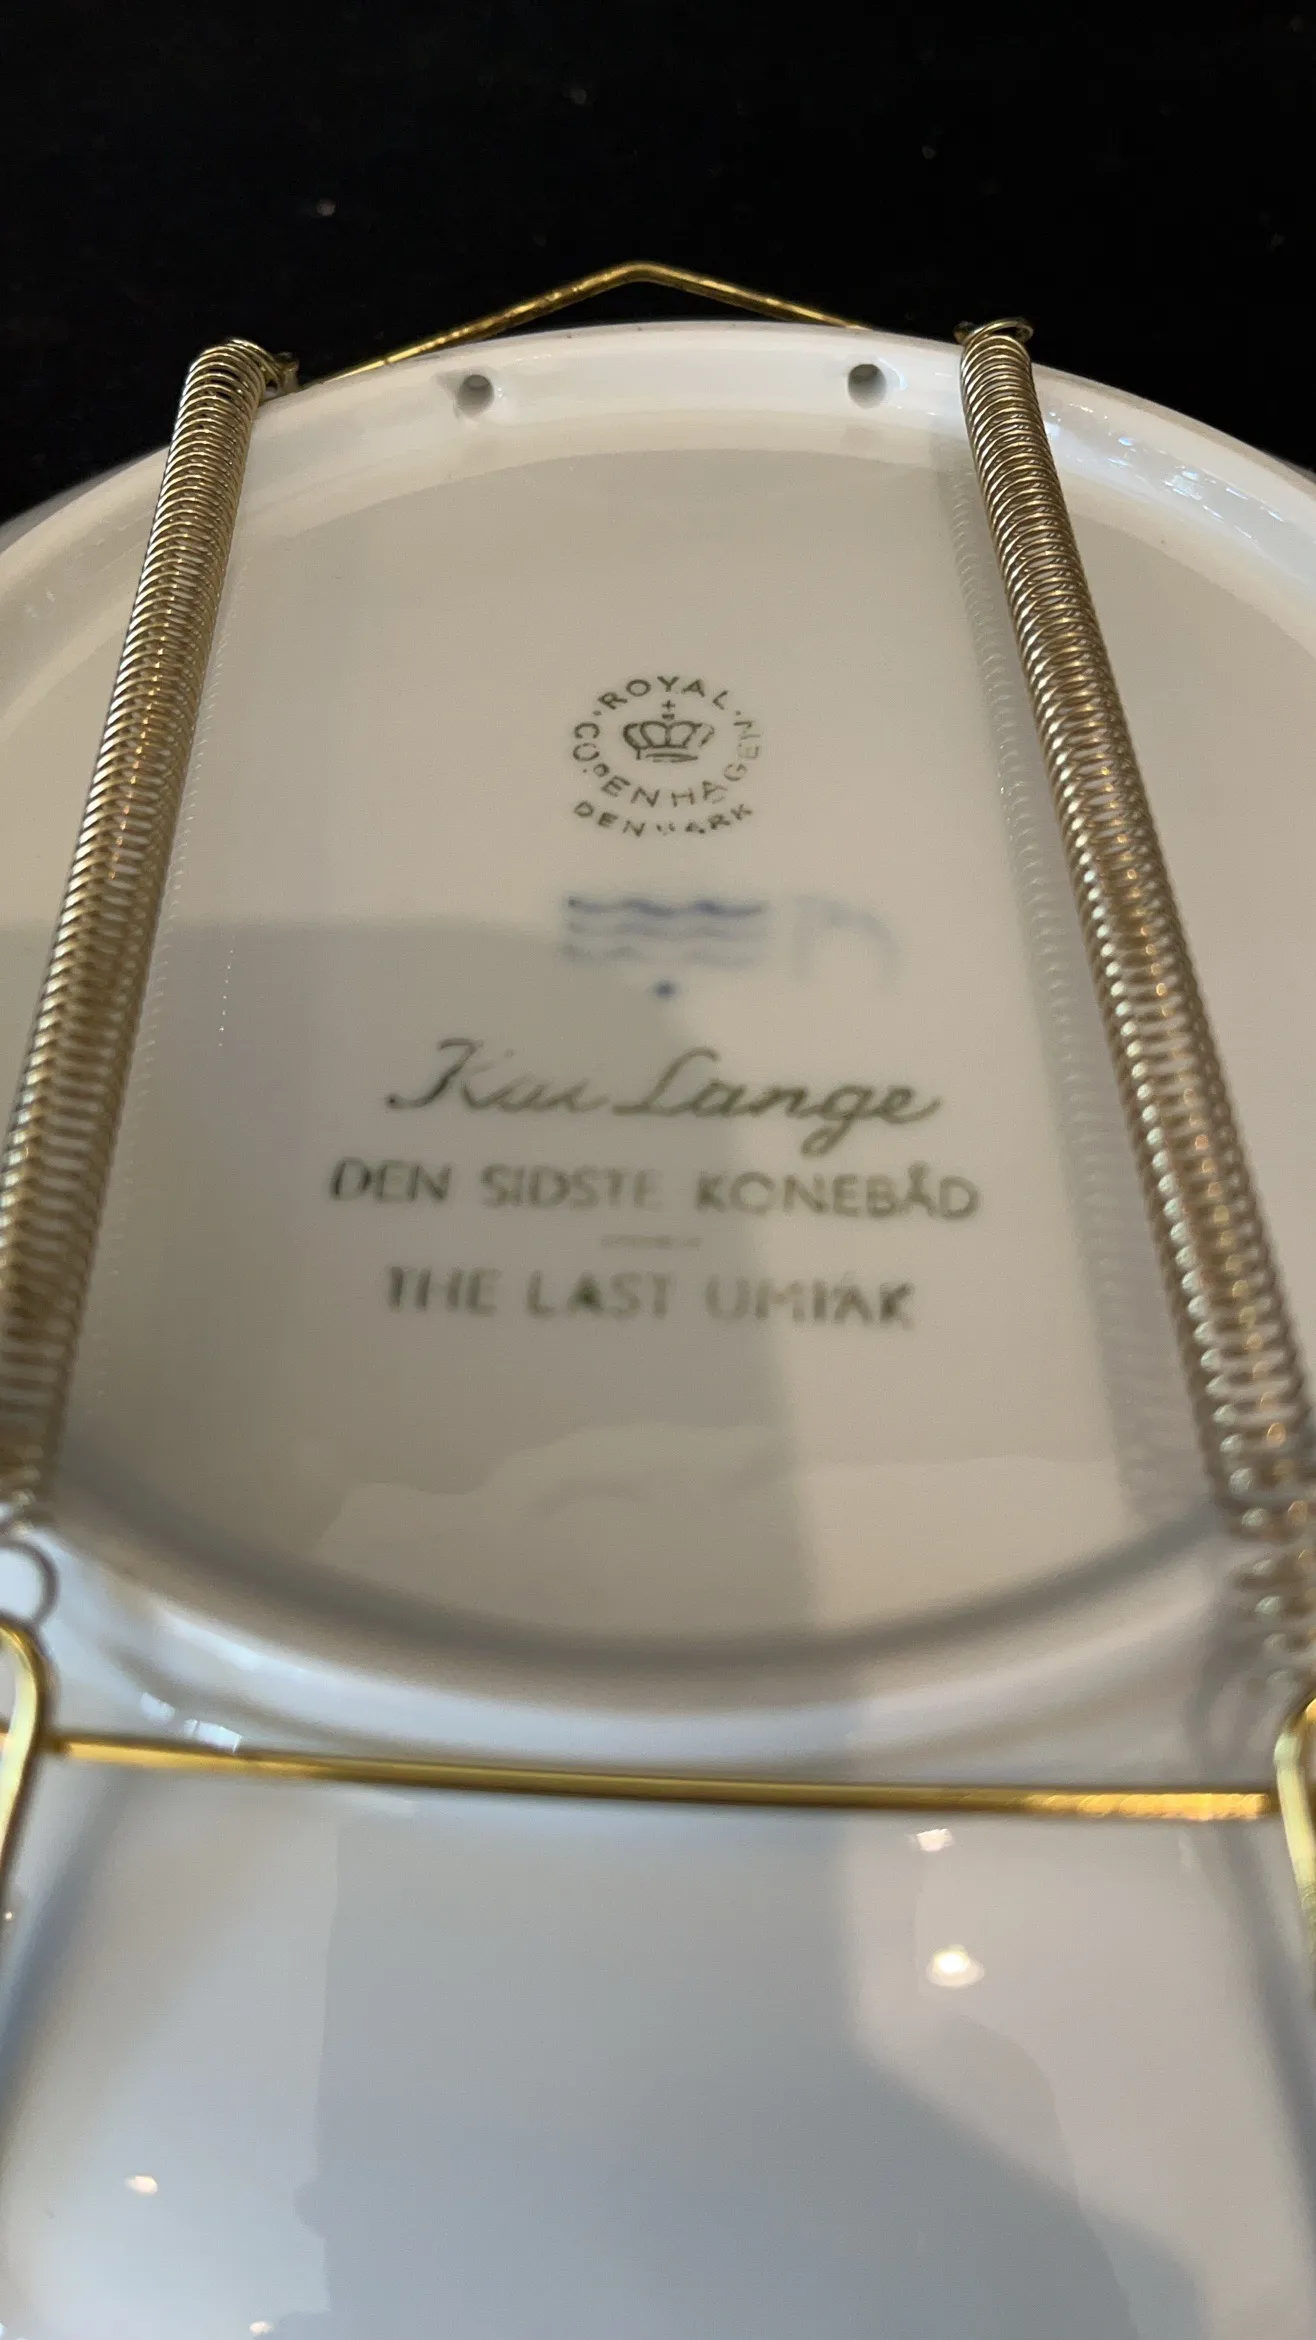 ROYAL
COPENHAGEN
DENMARK
Kai Lange
DEN SIDSTE KONEBÅD
THE LAST UMIAK